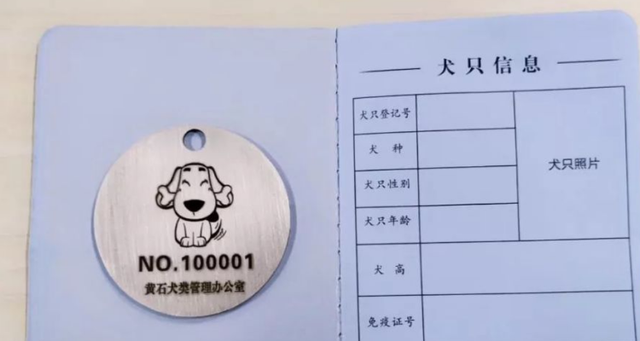 NO.100001
黄石犬类管理办公室
犬只信息
犬只登记号
犬只照片
犬 种
犬只性别
犬只年龄
犬 高
免疫证号